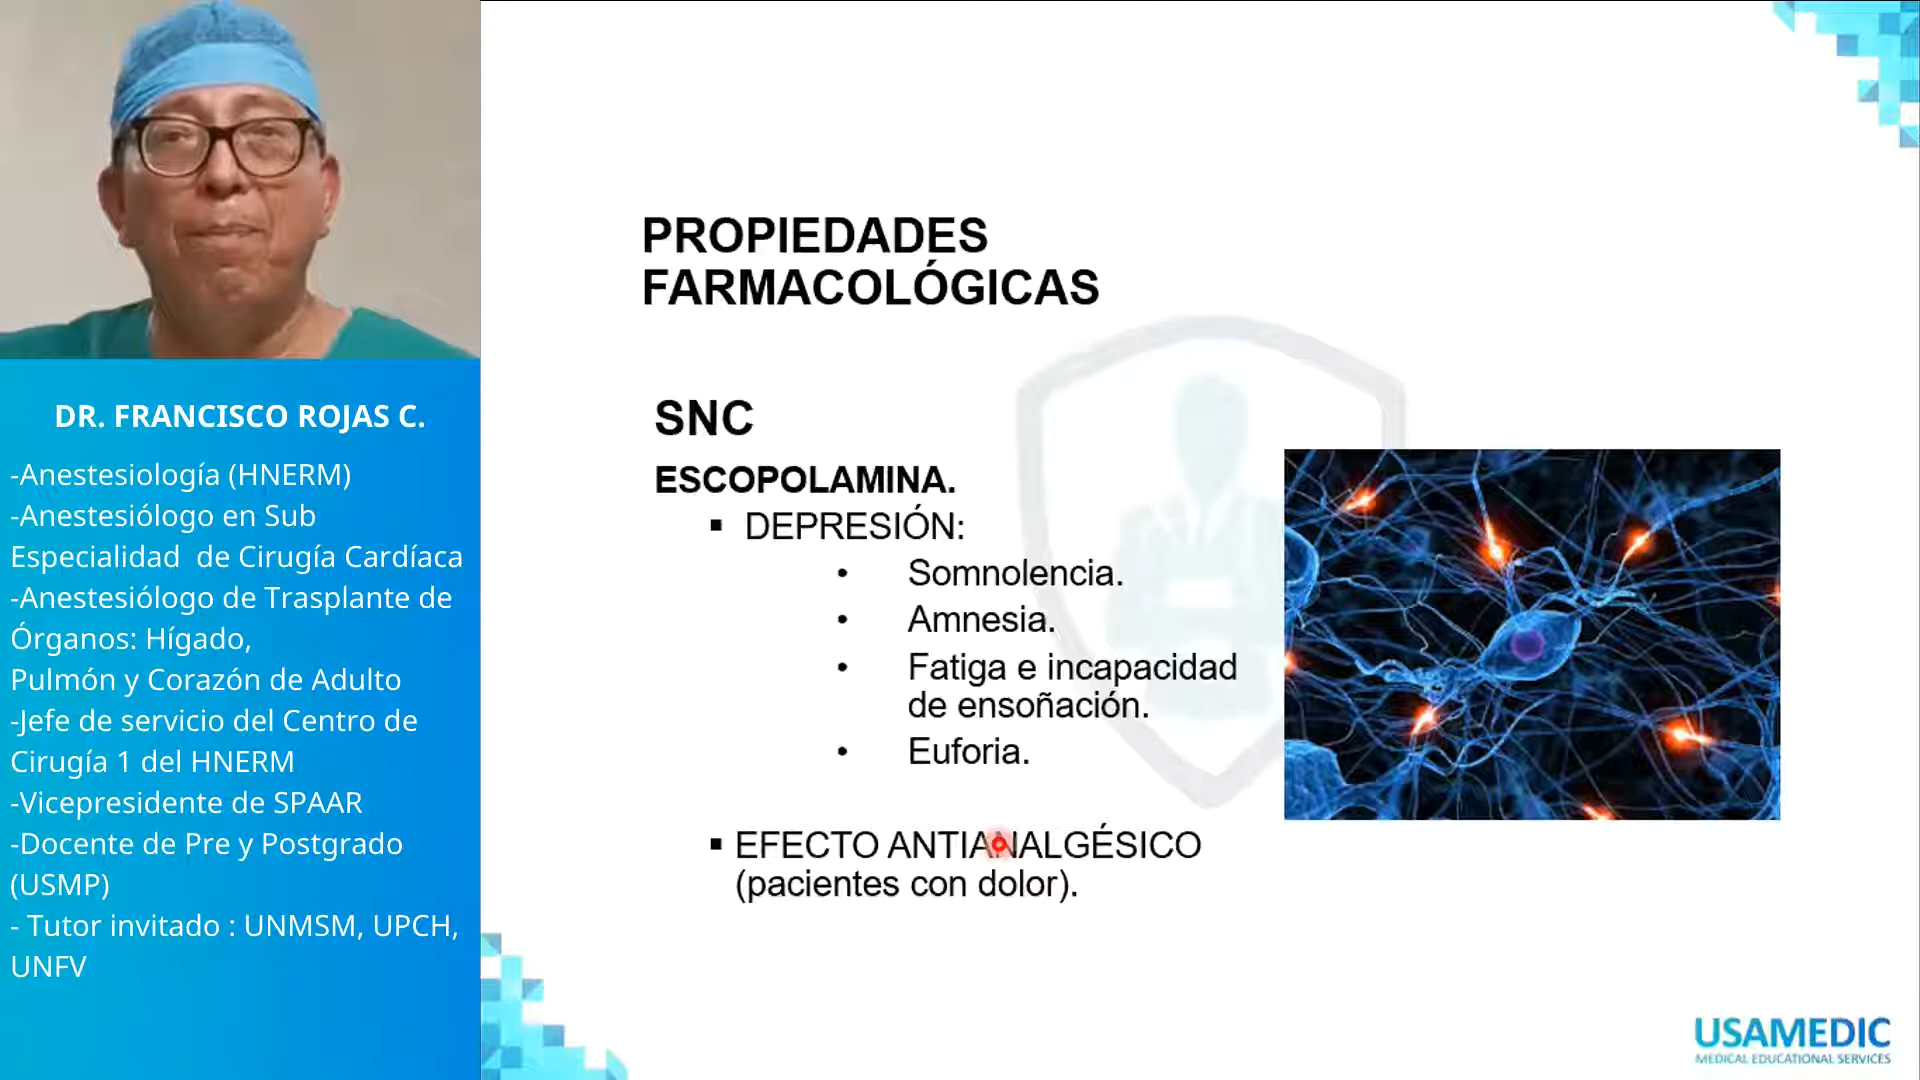 DR. FRANCISCO ROJAS C.
-Anestesiología (HNERM)
-Anestesiólogo en Sub
Especialidad  de Cirugía Cardíaca
-Anestesiólogo de Trasplante de
Órganos: Hígado,
Pulmón y Corazón de Adulto
-Jefe de servicio del Centro de
Cirugía 1 del HNERM
-Vicepresidente de SPAAR
-Docente de Pre y Postgrado
(USMP)
- Tutor invitado : UNMSM, UPCH,
UNFV
PROPIEDADES
FARMACOLÓGICAS
SNC
ESCOPOLAMINA.
▪ DEPRESIÓN:
• Somnolencia.
• Amnesia.
• Fatiga e incapacidad
de ensoñación.
• Euforia.
▪ EFECTO ANTIANALGÉSICO
(pacientes con dolor).
USAMEDIC
MEDICAL EDUCATIONAL SERVICES